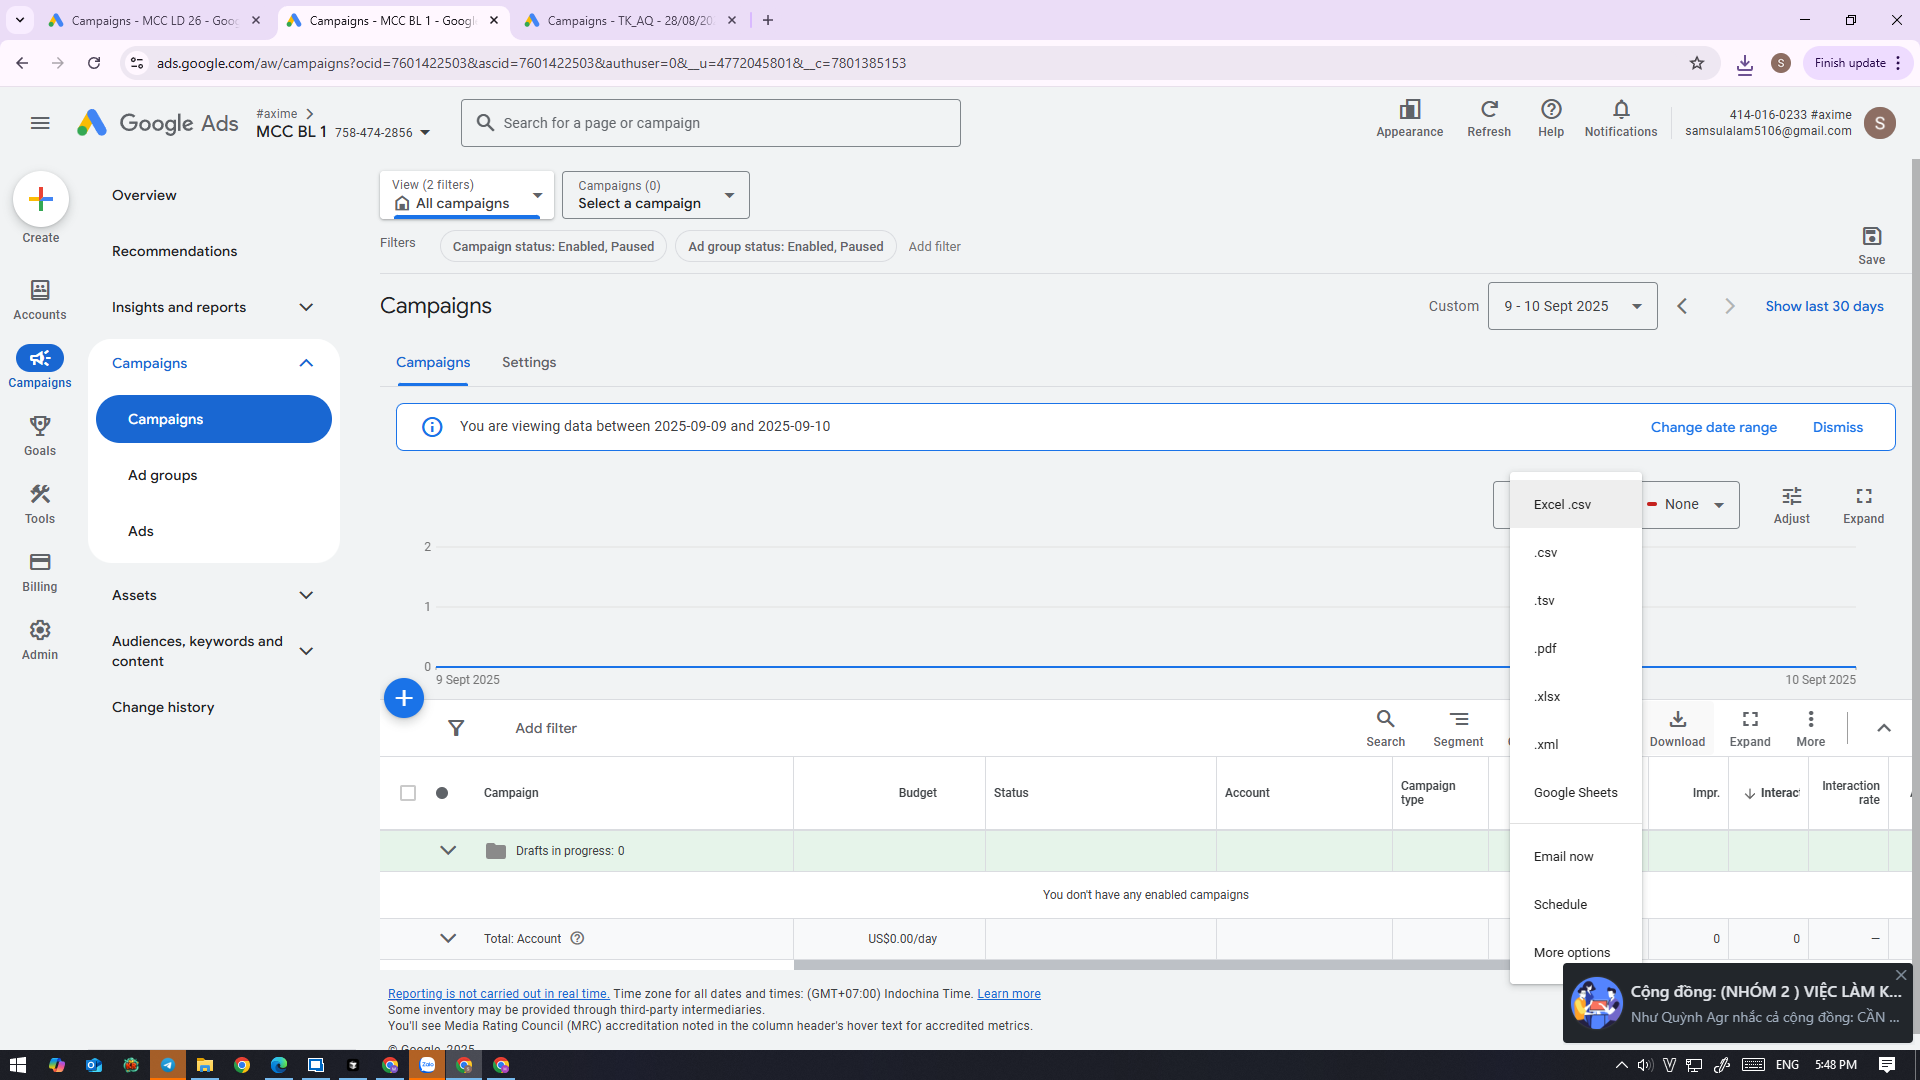 Campaigns - MCC LD 26 - Goog
Campaigns - MCC BL 1 - Google
Campaigns - TK_AQ - 28/08/20
ads.google.com/aw/campaigns?ocid=7601422503&ascid=7601422503&authuser=0&__u=4772045801&__c=7801385153
S
Finish update
Google Ads
#axime
MCC BL 1 758-474-2856
Search for a page or campaign
Appearance
Refresh
Help
Notifications
414-016-0233 #axime
samsulalam5106@gmail.com
S
Create
Accounts
Campaigns
Goals
Tools
Billing
Admin
Overview
Recommendations
Insights and reports
Campaigns
Campaigns
Ad groups
Ads
Assets
Audiences, keywords and
content
Change history
View (2 filters)
All campaigns
Campaigns (0)
Select a campaign
Filters
Campaign status: Enabled, Paused
Ad group status: Enabled, Paused
Add filter
Save
Campaigns
Custom
9 - 10 Sept 2025
Show last 30 days
Campaigns
Settings
You are viewing data between 2025-09-09 and 2025-09-10
Change date range
Dismiss
None
Adjust
Expand
2
1
0
9 Sept 2025
10 Sept 2025
Excel .csv
.csv
.tsv
.pdf
.xlsx
.xml
Google Sheets
Email now
Schedule
More options
Add filter
Search
Segment
Download
Expand
More
Campaign
Budget
Status
Account
Campaign
type
Impr.
Interact
Interaction
rate
Drafts in progress: 0
You don't have any enabled campaigns
Total: Account
US$0.00/day
0
0
—
Reporting is not carried out in real time. Time zone for all dates and times: (GMT+07:00) Indochina Time. Learn more
Some inventory may be provided through third-party intermediaries.
You'll see Media Rating Council (MRC) accreditation noted in the column header's hover text for accredited metrics.
© Google, 2025
Cộng đồng: (NHÓM 2 ) VIỆC LÀM K...
Như Quỳnh Agr nhắc cả cộng đồng: CẦN ...
Zalo
ENG
5:48 PM